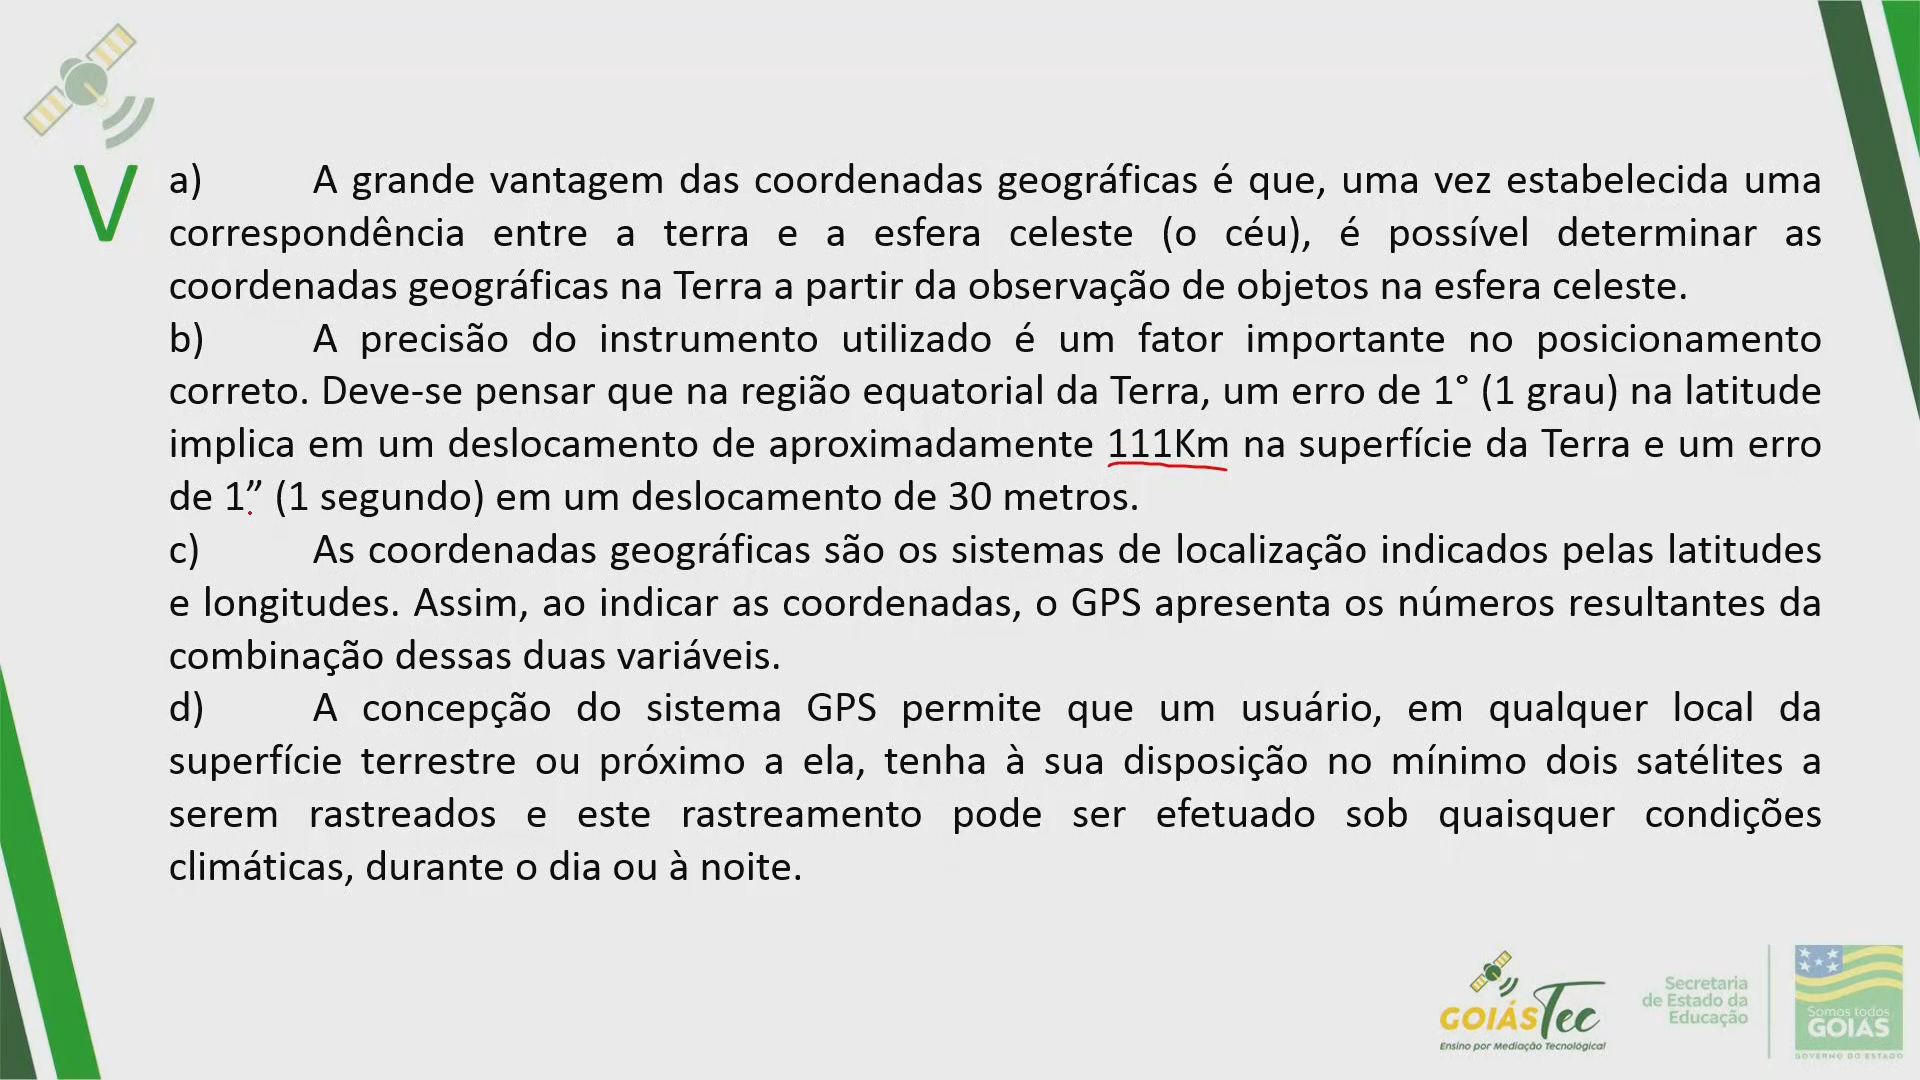 V
a) A grande vantagem das coordenadas geográficas é que, uma vez estabelecida uma
correspondência entre a terra e a esfera celeste (o céu), é possível determinar as
coordenadas geográficas na Terra a partir da observação de objetos na esfera celeste.
b) A precisão do instrumento utilizado é um fator importante no posicionamento
correto. Deve-se pensar que na região equatorial da Terra, um erro de 1° (1 grau) na latitude
implica em um deslocamento de aproximadamente 111Km na superfície da Terra e um erro
de 1” (1 segundo) em um deslocamento de 30 metros.
c) As coordenadas geográficas são os sistemas de localização indicados pelas latitudes
e longitudes. Assim, ao indicar as coordenadas, o GPS apresenta os números resultantes da
combinação dessas duas variáveis.
d) A concepção do sistema GPS permite que um usuário, em qualquer local da
superfície terrestre ou próximo a ela, tenha à sua disposição no mínimo dois satélites a
serem rastreados e este rastreamento pode ser efetuado sob quaisquer condições
climáticas, durante o dia ou à noite.
GOIÁSTec
Ensino por Mediação Tecnológica!
Secretaria
de Estado da
Educação
Somos todos
GOIÁS
GOVERNO DO ESTADO